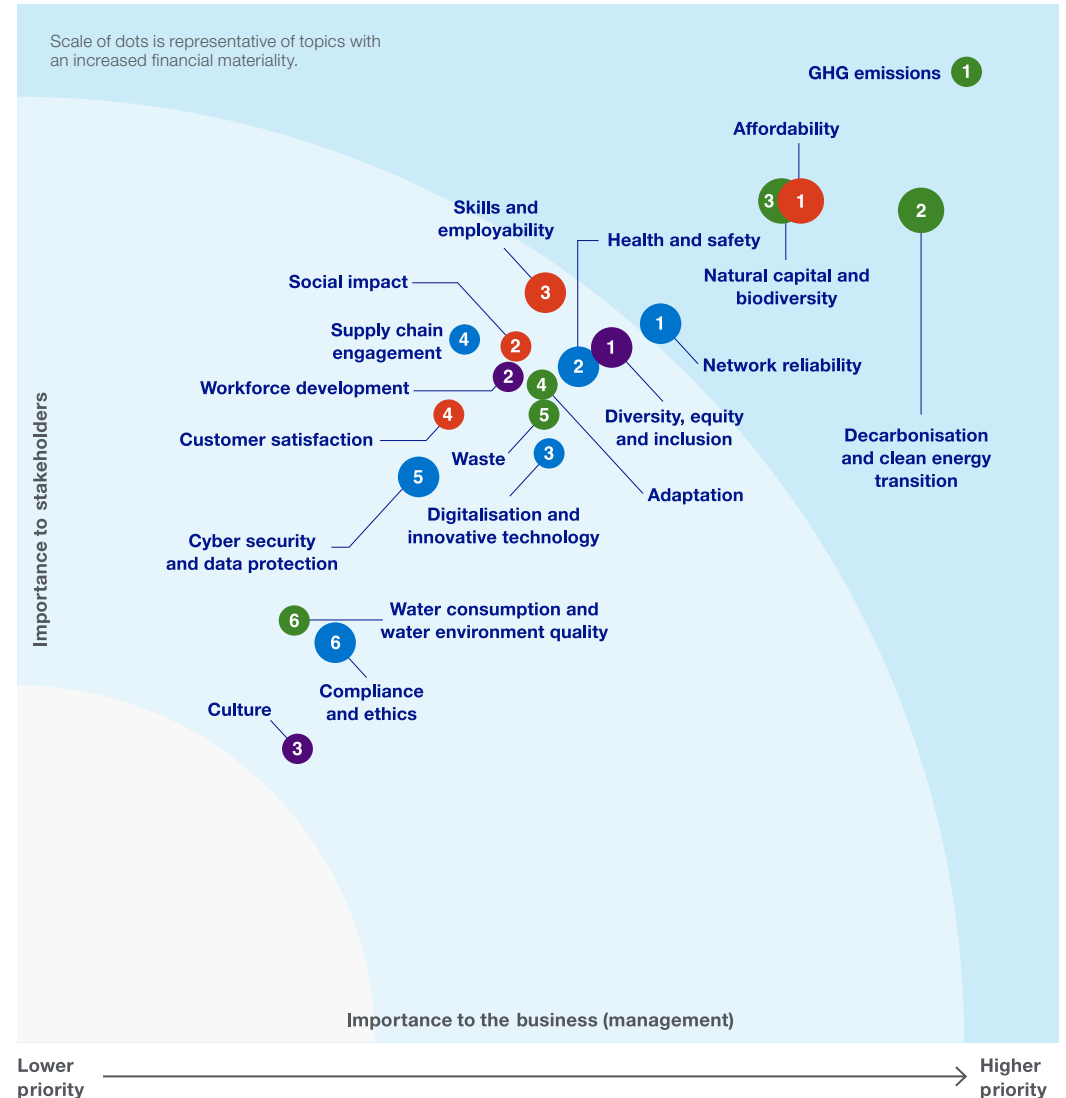 Scale of dots is representative of topics with
an increased financial materiality.
GHG emissions
1
Affordability
3
1
2
Skills and
employability
Health and safety
Natural capital and
biodiversity
Social impact
3
Supply chain
engagement
4
2
1
1
Network reliability
2
Workforce development
2
4
Diversity, equity
and inclusion
Customer satisfaction
4
5
Decarbonisation
and clean energy
transition
Waste
3
Adaptation
5
Digitalisation and
innovative technology
Cyber security
and data protection
Importance to stakeholders
6
Water consumption and
water environment quality
6
Compliance
and ethics
Culture
3
Importance to the business (management)
Lower
priority
Higher
priority